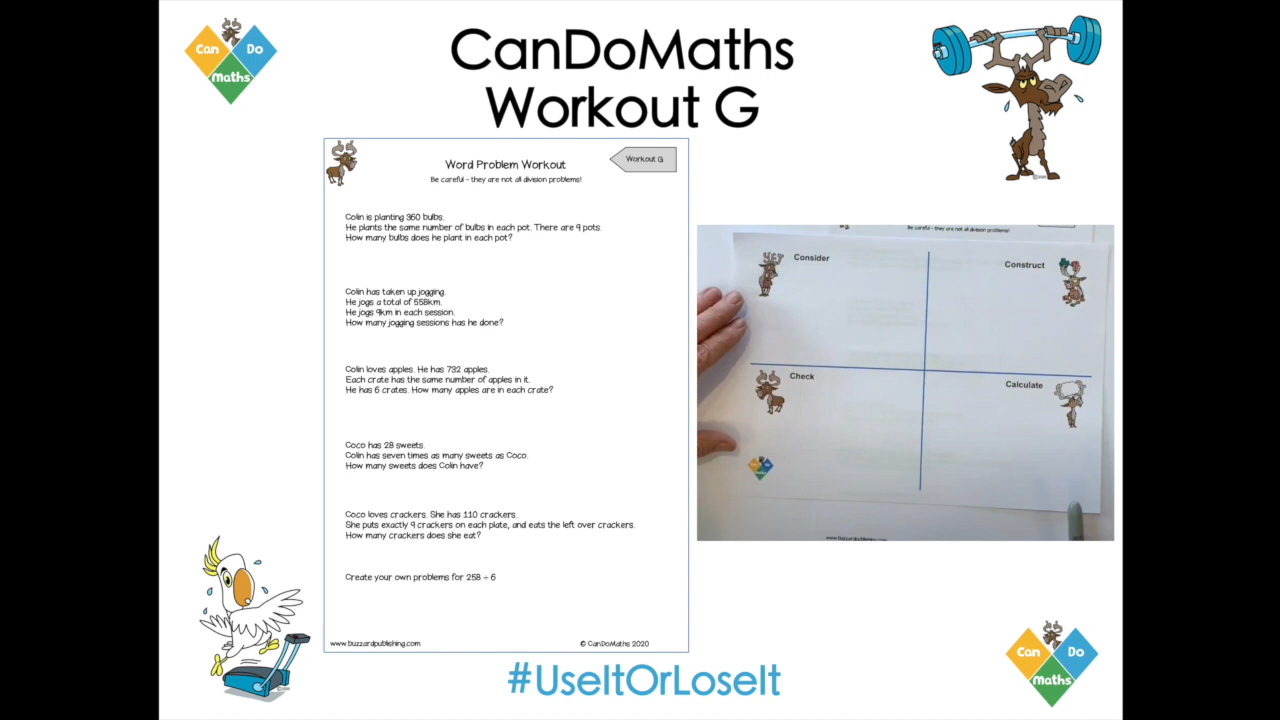 Can Do
Maths
CanDoMaths
Workout G
Word Problem Workout
Workout G
Be careful - they are not all division problems!
Colin is planting 360 bulbs.
He plants the same number of bulbs in each pot. There are 9 pots.
How many bulbs does he plant in each pot?
Colin has taken up jogging.
He jogs a total of 558km.
He jogs 9km in each session.
How many jogging sessions has he done?
Colin loves apples. He has 732 apples.
Each crate has the same number of apples in it.
He has 6 crates. How many apples are in each crate?
Coco has 28 sweets.
Colin has seven times as many sweets as Coco.
How many sweets does Colin have?
Coco loves crackers. She has 110 crackers.
She puts exactly 9 crackers on each plate, and eats the left over crackers.
How many crackers does she eat?
Create your own problems for 258 ÷ 6
www.buzzardpublishing.com
© CanDoMaths 2020
Be careful - they are not all division problems!
YET
Consider
Construct
Check
Calculate
www.buzzardpublishing.com
#UseItOrLoseIt
Can Do
Maths